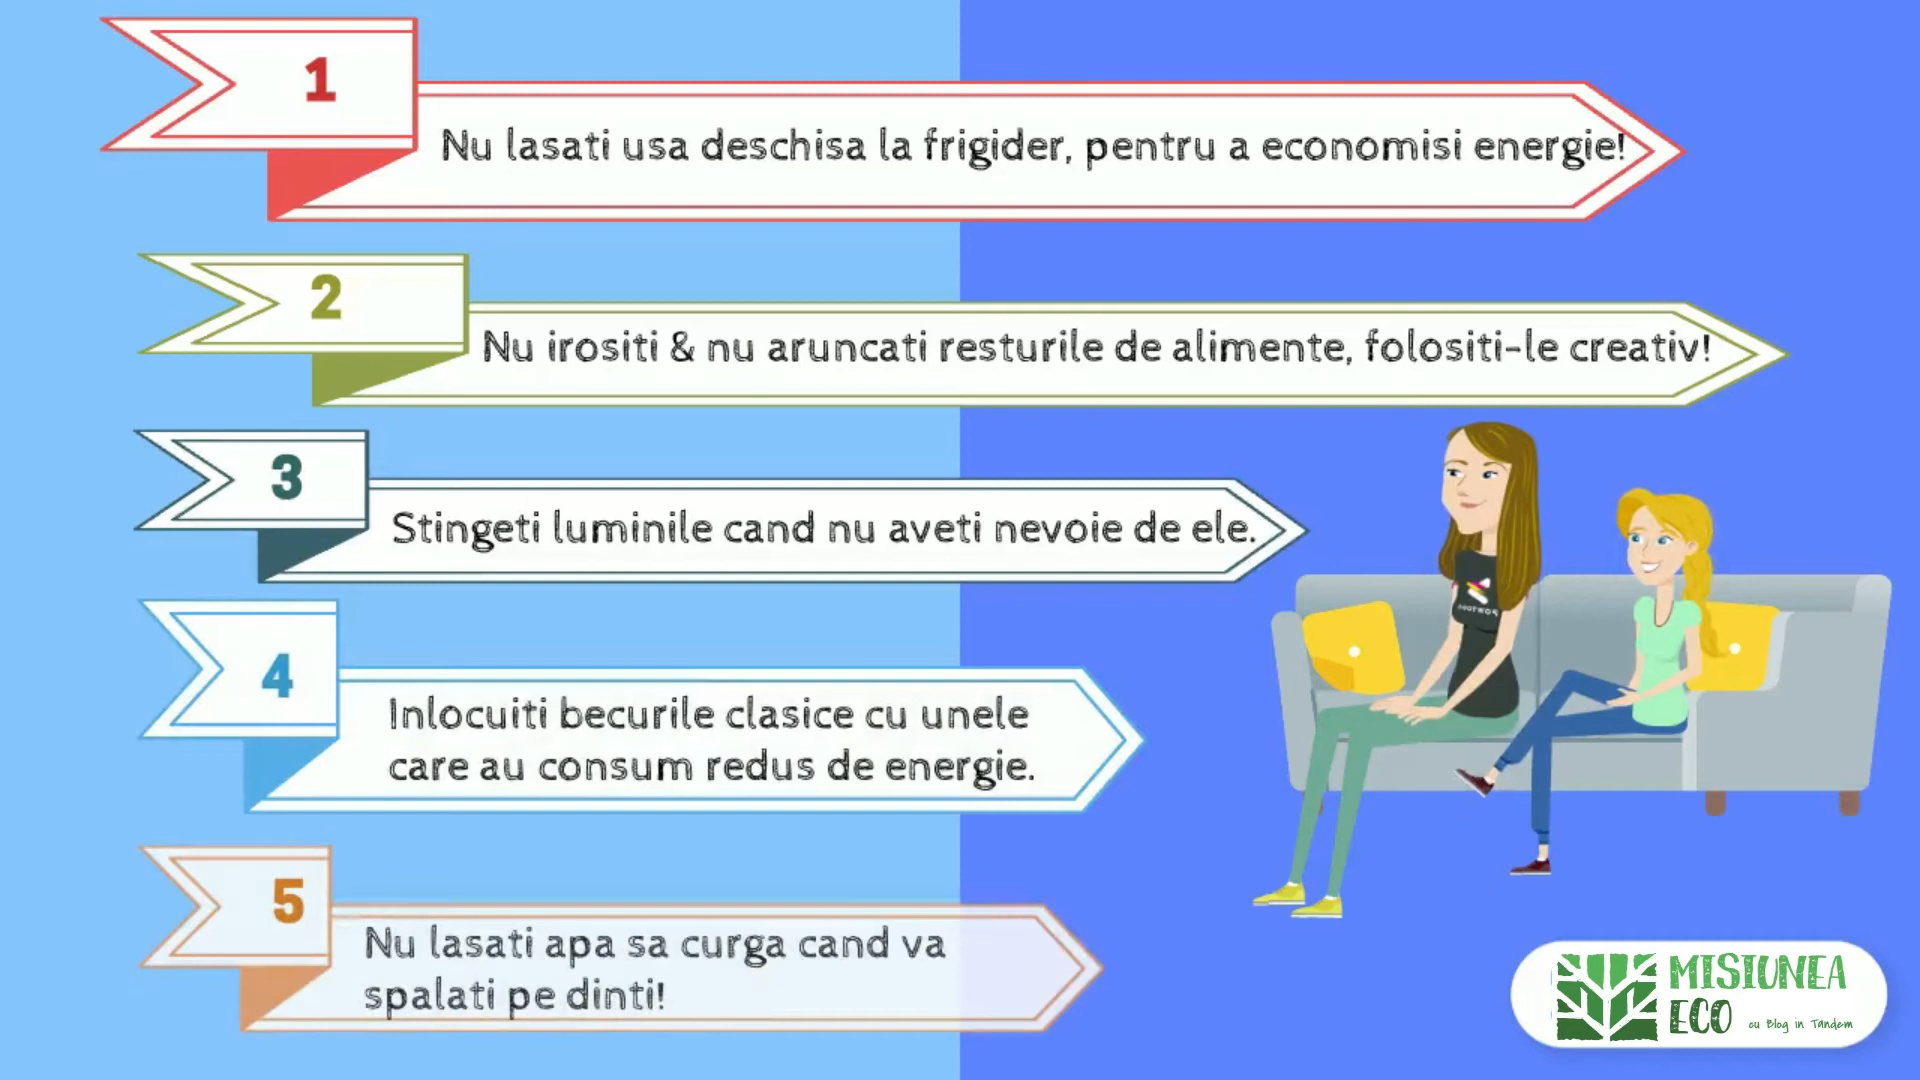 1
Nu lasati usa deschisa la frigider, pentru a economisi energie!
2
Nu irositi & nu aruncati resturile de alimente, folositi-le creativ!
3
Stingeti luminile cand nu aveti nevoie de ele.
4
Inlocuiti becurile clasice cu unele
care au consum redus de energie.
5
Nu lasati apa sa curga cand va
spalati pe dinti!
MISIUNEA
ECO cu Blog in Tandem